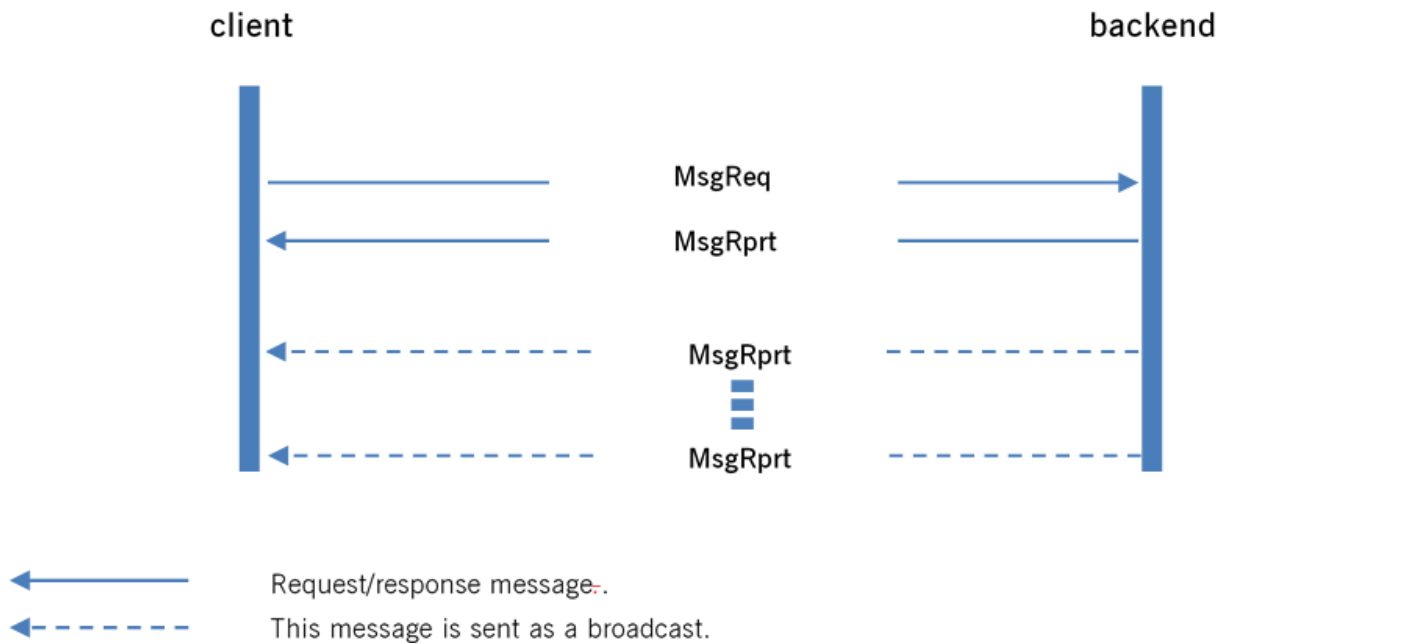 client
backend
MsgReq
MsgRprt
MsgRprt
MsgRprt
Request/response message..
This message is sent as a broadcast.